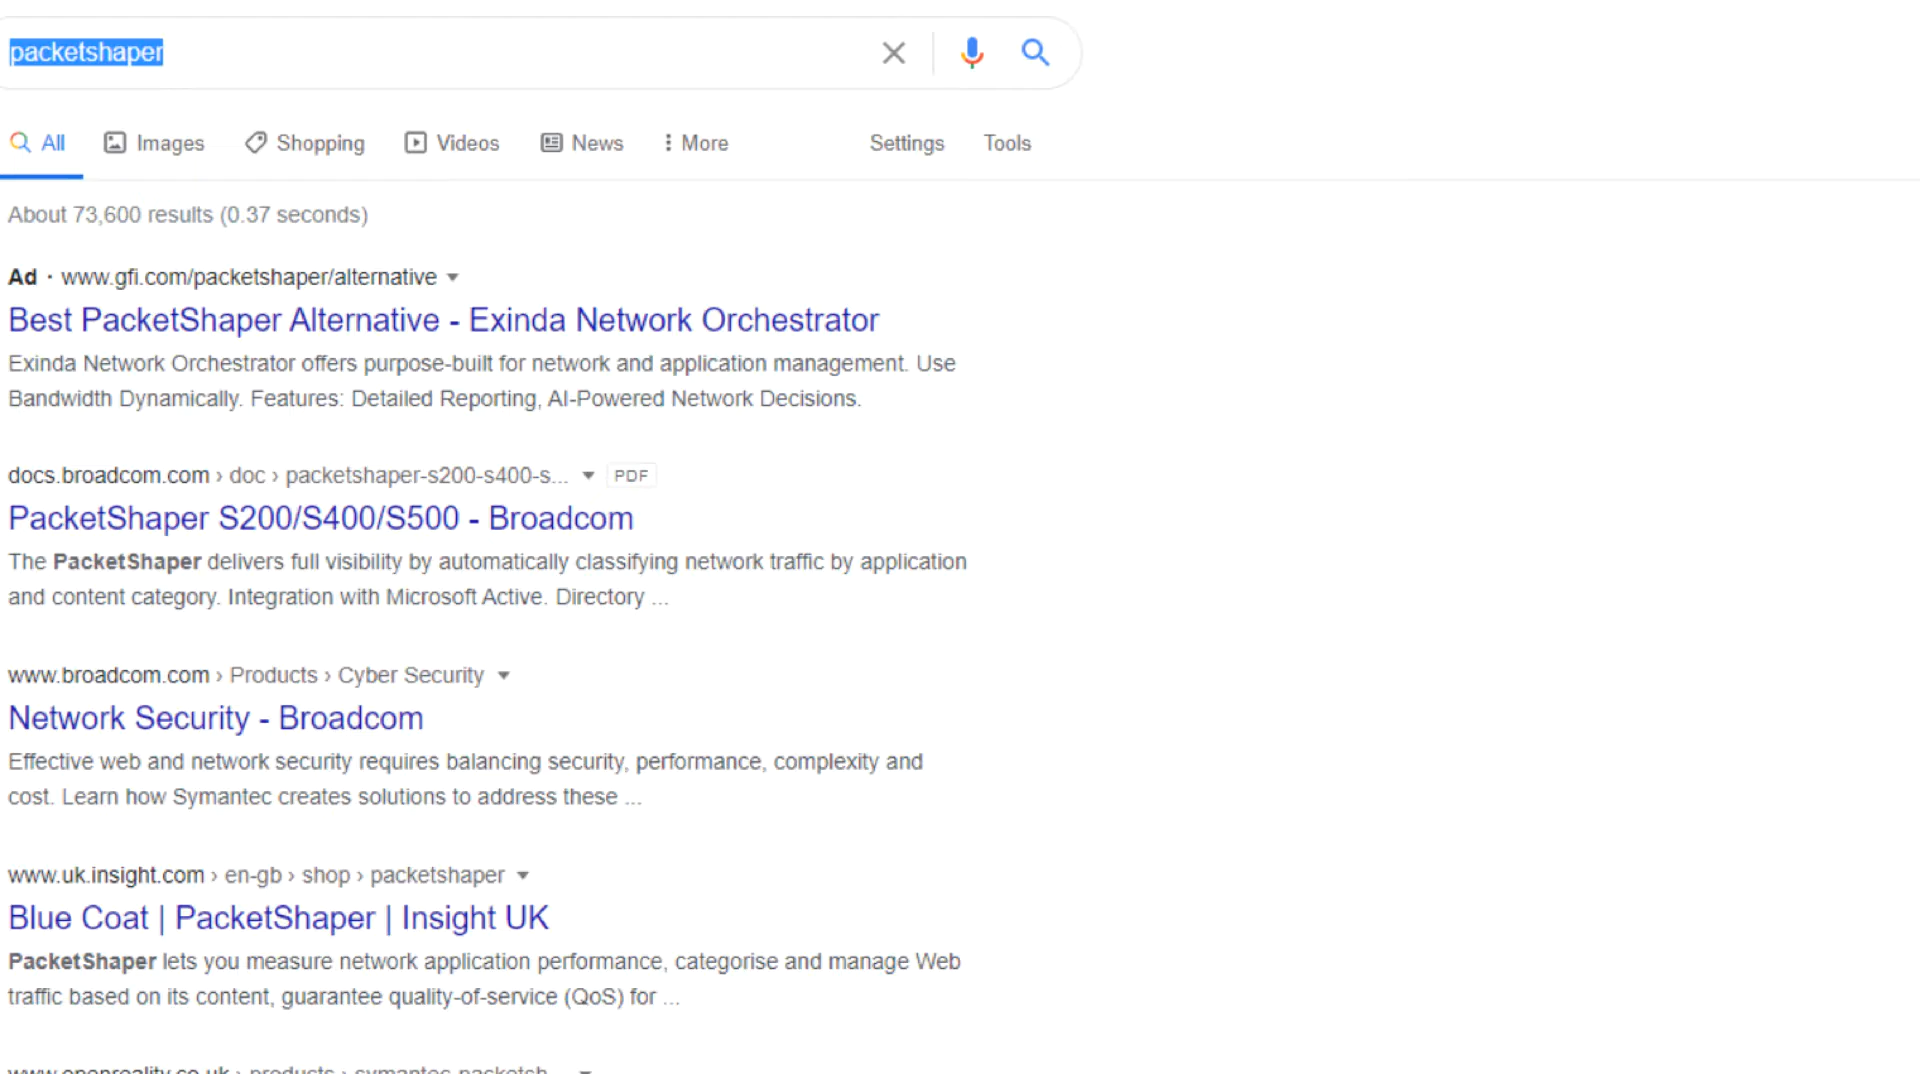 packetshaper
All Images Shopping Videos News More Settings Tools
About 73,600 results (0.37 seconds)
Ad · www.gfi.com/packetshaper/alternative
Best PacketShaper Alternative - Exinda Network Orchestrator
Exinda Network Orchestrator offers purpose-built for network and application management. Use
Bandwidth Dynamically. Features: Detailed Reporting, AI-Powered Network Decisions.
docs.broadcom.com › doc › packetshaper-s200-s400-s... PDF
PacketShaper S200/S400/S500 - Broadcom
The PacketShaper delivers full visibility by automatically classifying network traffic by application
and content category. Integration with Microsoft Active. Directory ...
www.broadcom.com › Products › Cyber Security
Network Security - Broadcom
Effective web and network security requires balancing security, performance, complexity and
cost. Learn how Symantec creates solutions to address these ...
www.uk.insight.com › en-gb › shop › packetshaper
Blue Coat | PacketShaper | Insight UK
PacketShaper lets you measure network application performance, categorise and manage Web
traffic based on its content, guarantee quality-of-service (QoS) for ...
www.openreality.co.uk › products › symantec-packetsh...